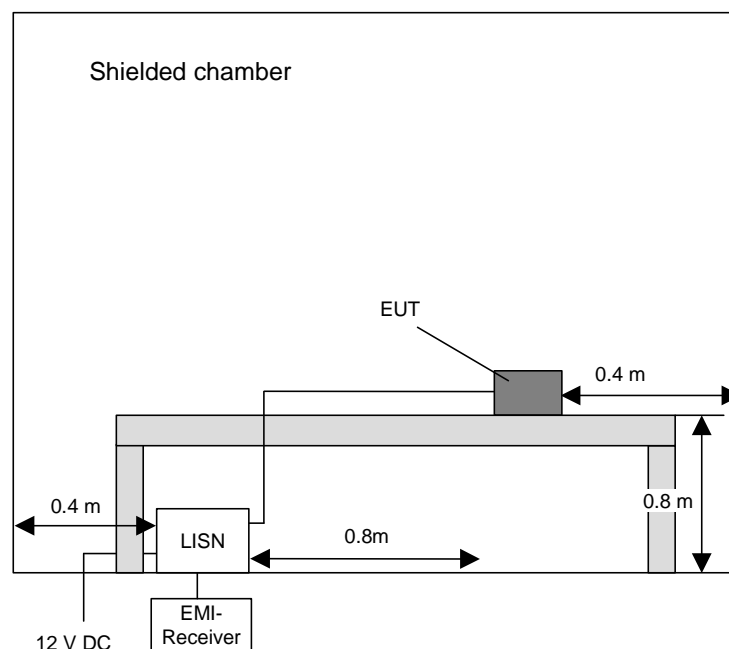 Shielded chamber
EUT
0.4 m
0.4 m
0.8 m
LISN
0.8m
EMI-
Receiver
12 V DC